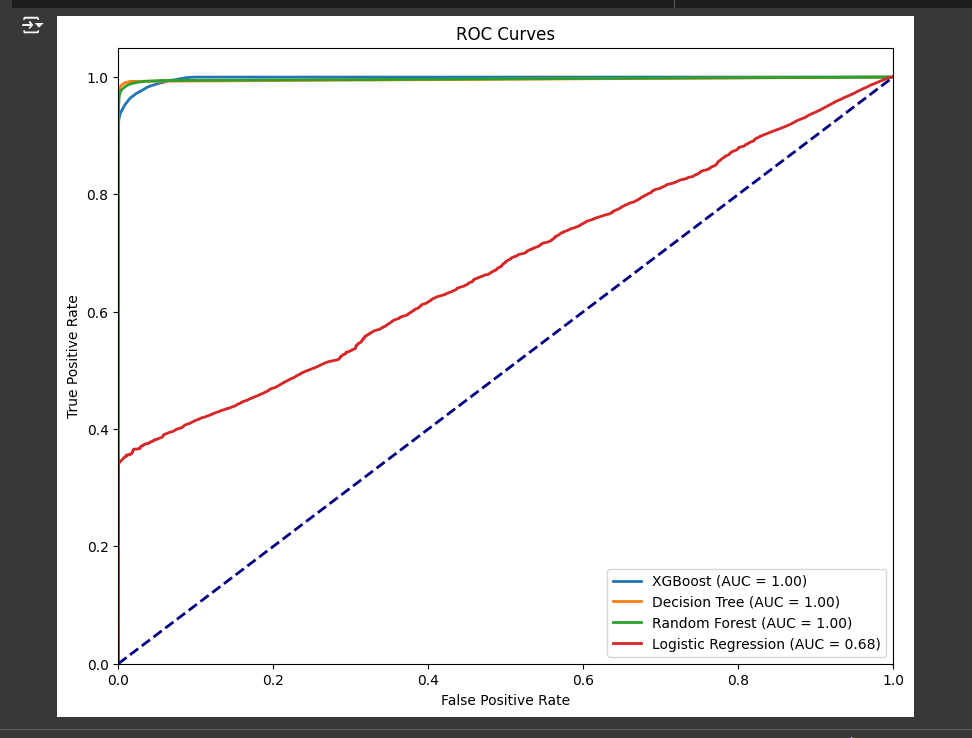 ROC Curves
1.0
0.8
0.6
0.4
0.2
0.0
True Positive Rate
0.0 0.2 0.4 0.6 0.8 1.0
False Positive Rate
XGBoost (AUC = 1.00)
Decision Tree (AUC = 1.00)
Random Forest (AUC = 1.00)
Logistic Regression (AUC = 0.68)